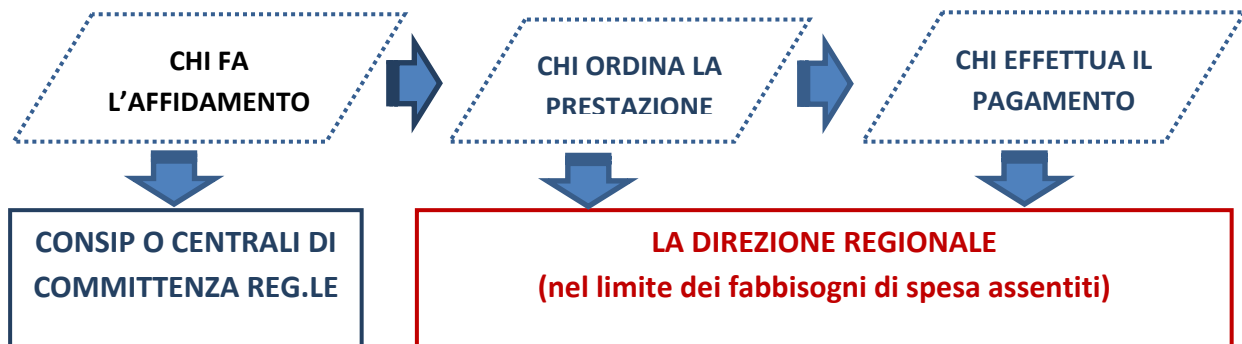 CHI FA
L’AFFIDAMENTO
CHI ORDINA LA
PRESTAZIONE
CHI EFFETTUA IL
PAGAMENTO
CONSIP O CENTRALI DI
COMMITTENZA REG.LE
LA DIREZIONE REGIONALE
(nel limite dei fabbisogni di spesa assentiti)